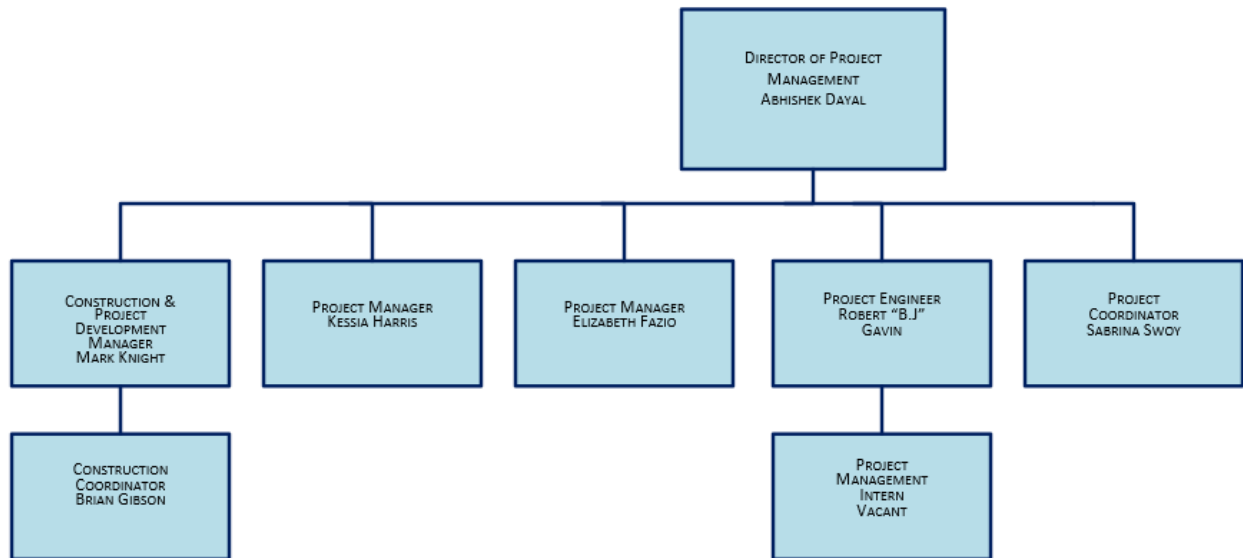 Director of Project
Management
Abhishek Dayal
Construction &
Project
Development
Manager
Mark Knight
Project Manager
Kessia Harris
Project Manager
Elizabeth Fazio
Project Engineer
Robert “B.J”
Gavin
Project
Coordinator
Sabrina Swoy
Construction
Coordinator
Brian Gibson
Project
Management
Intern
Vacant